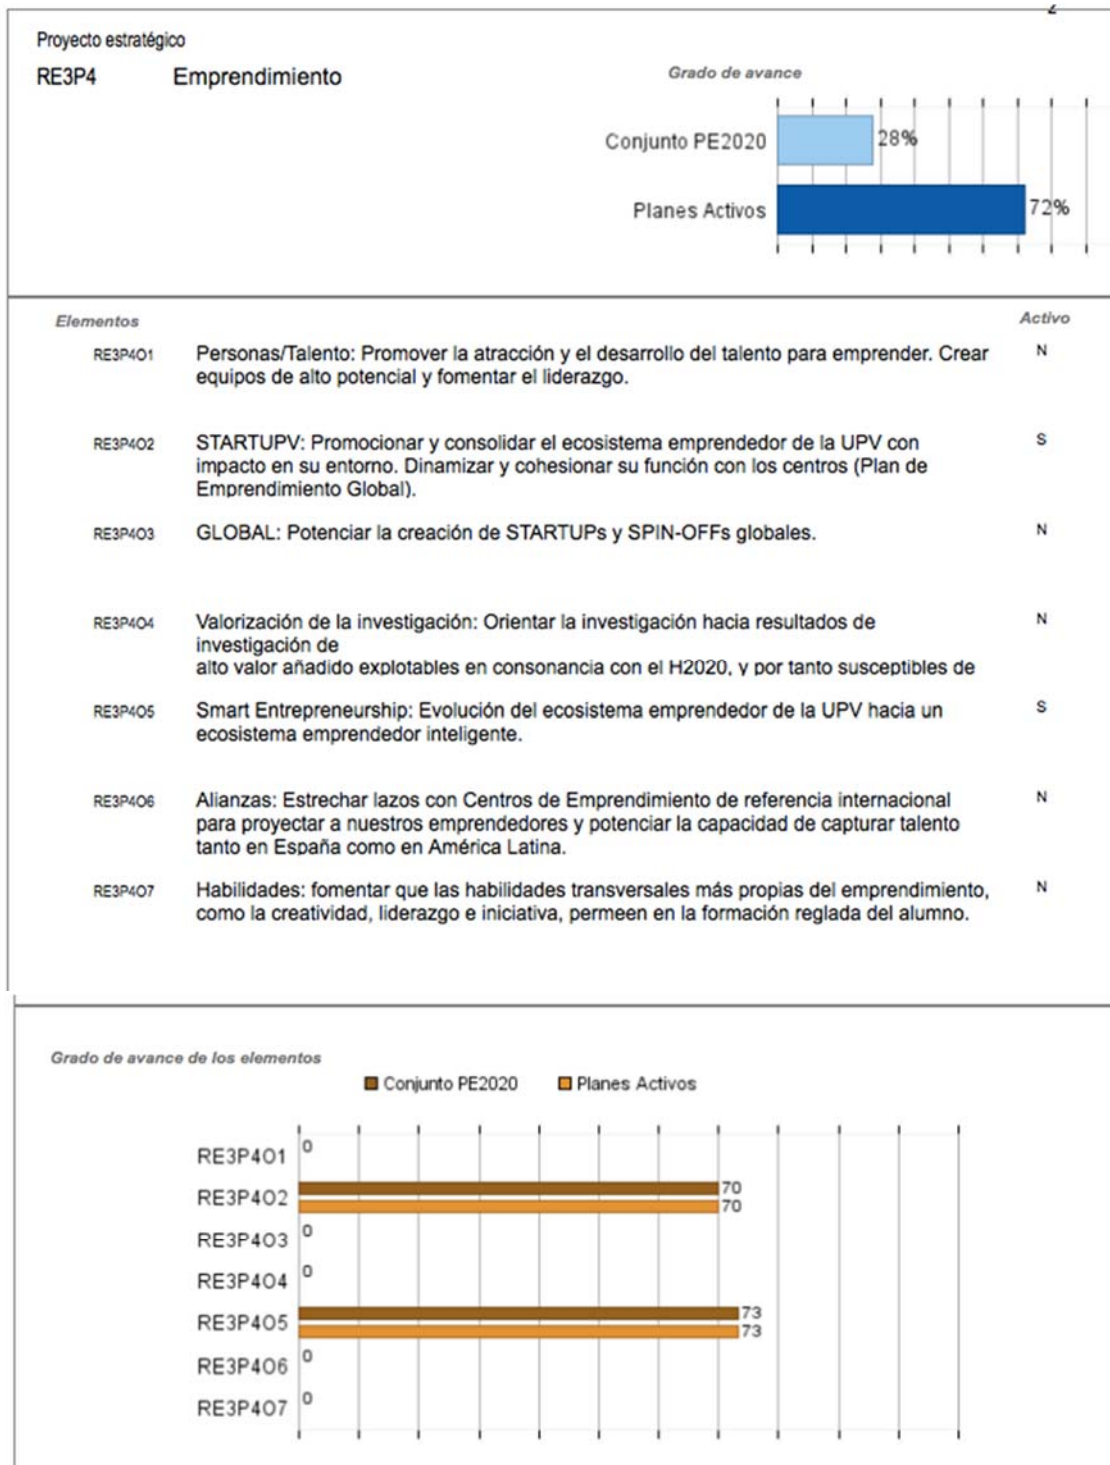 Proyecto estratégico
RE3P4 Emprendimiento
Grado de avance
Conjunto PE2020 28%
Planes Activos 72%
Elementos Activo
RE3P4O1 Personas/Talento: Promover la atracción y el desarrollo del talento para emprender. Crear N
equipos de alto potencial y fomentar el liderazgo.
RE3P4O2 STARTUPV: Promocionar y consolidar el ecosistema emprendedor de la UPV con S
impacto en su entorno. Dinamizar y cohesionar su función con los centros (Plan de
Emprendimiento Global).
RE3P4O3 GLOBAL: Potenciar la creación de STARTUPs y SPIN-OFFs globales. N
RE3P4O4 Valorización de la investigación: Orientar la investigación hacia resultados de N
investigación de
alto valor añadido explotables en consonancia con el H2020, y por tanto susceptibles de
RE3P4O5 Smart Entrepreneurship: Evolución del ecosistema emprendedor de la UPV hacia un S
ecosistema emprendedor inteligente.
RE3P4O6 Alianzas: Estrechar lazos con Centros de Emprendimiento de referencia internacional N
para proyectar a nuestros emprendedores y potenciar la capacidad de capturar talento
tanto en España como en América Latina.
RE3P4O7 Habilidades: fomentar que las habilidades transversales más propias del emprendimiento, N
como la creatividad, liderazgo e iniciativa, permeen en la formación reglada del alumno.
Grado de avance de los elementos
Conjunto PE2020 Planes Activos
RE3P4O1 0
RE3P4O2 70
70
RE3P4O3 0
RE3P4O4 0
RE3P4O5 73
73
RE3P4O6 0
RE3P4O7 0